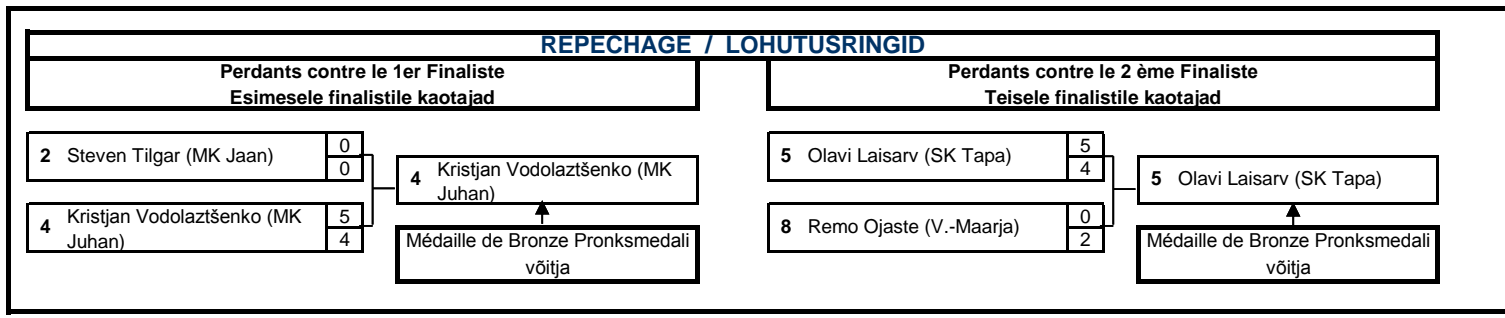 REPECHAGE / LOHUTUSRINGID
Perdants contre le 1er Finaliste
Esimesele finalistile kaotajad
Perdants contre le 2 ème Finaliste
Teisele finalistile kaotajad
2 Steven Tilgar (MK Jaan) 0
0
4 Kristjan Vodolaztšenko (MK
Juhan)
4 Kristjan Vodolaztšenko (MK 5
Juhan) 4
Médaille de Bronze Pronksmedali
võitja
5 Olavi Laisarv (SK Tapa) 5
4
5 Olavi Laisarv (SK Tapa)
8 Remo Ojaste (V.-Maarja) 0
2
Médaille de Bronze Pronksmedali
võitja